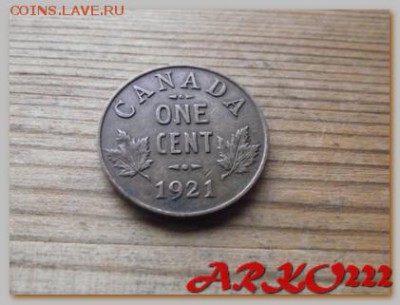 COINS.LAVE.RU
CANADA
ONE
CENT
1921
ARKO222